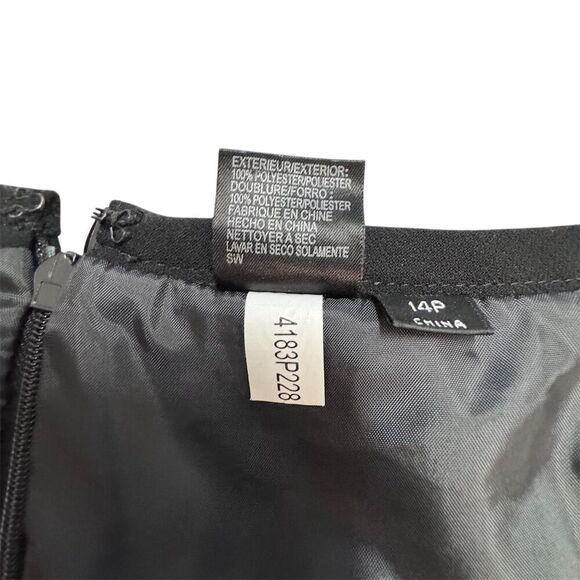 EXTERIEUR/EXTERIOR:
100% POLYESTER/POLIESTER
DOUBLURE/FORRO:
100% POLYESTER/POLIESTER
FABRIQUE EN CHINE
HECHO EN CHINA
NETTOYER À SEC
LAVAR EN SECO SOLAMENTE
SW
4183P228
14P
CHINA